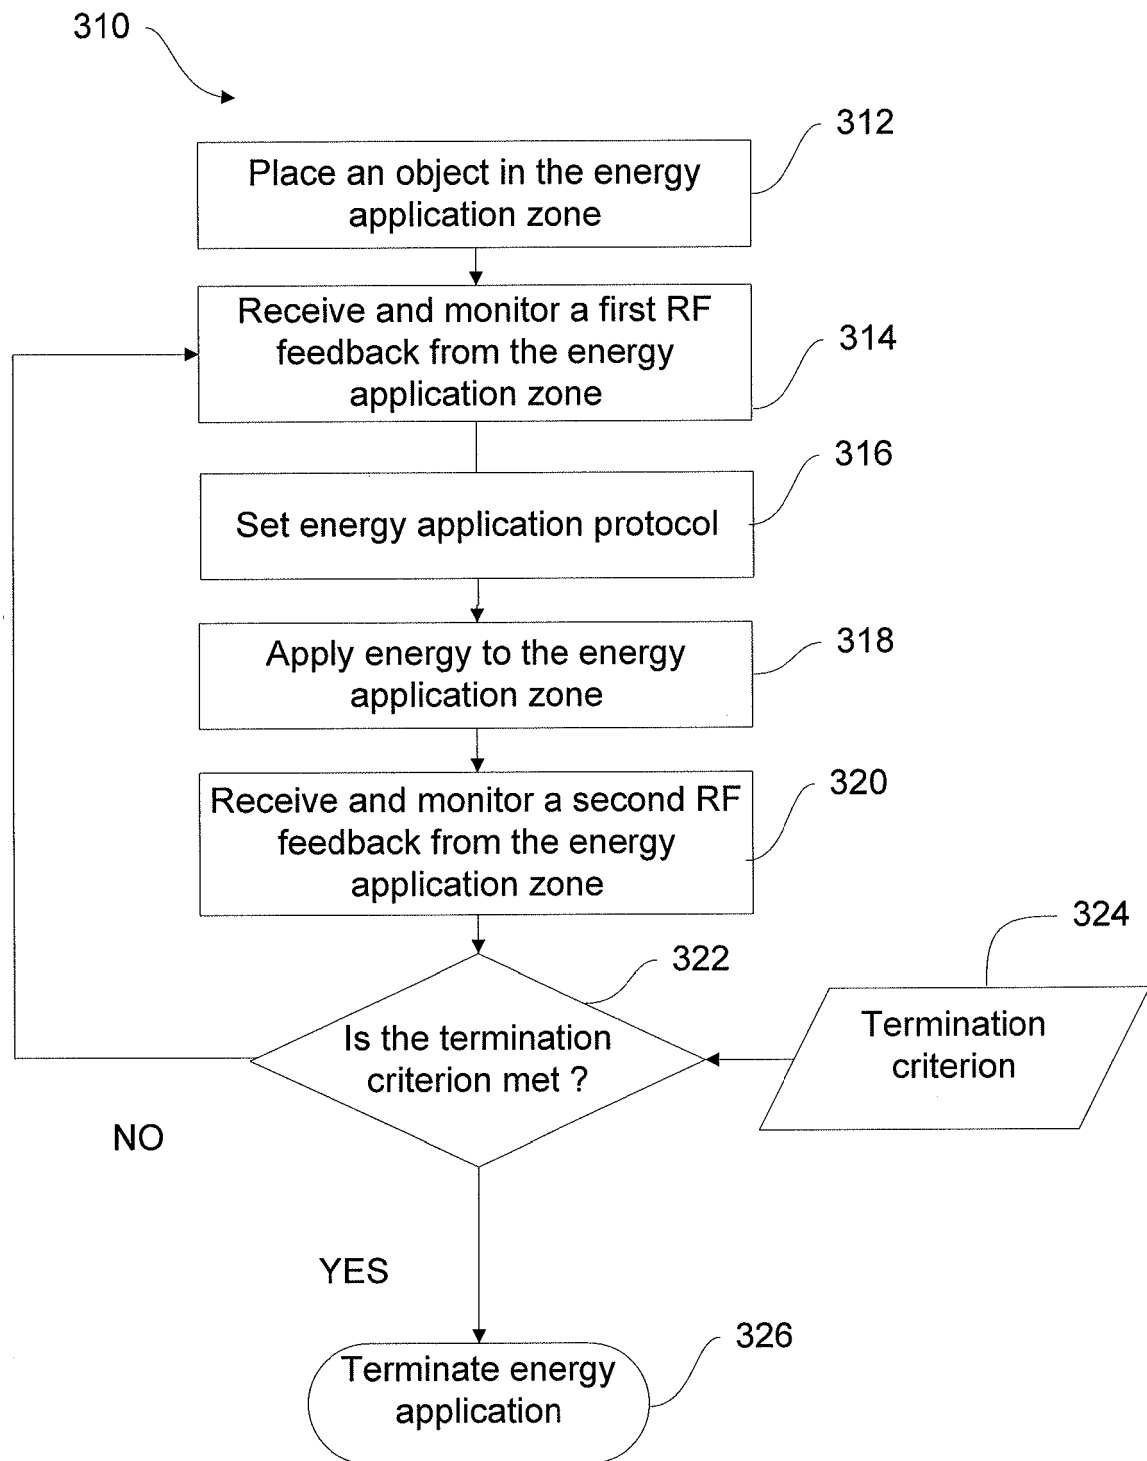 310
312
Place an object in the energy
application zone
Receive and monitor a first RF
feedback from the energy
application zone
314
316
Set energy application protocol
318
Apply energy to the energy
application zone
320
Receive and monitor a second RF
feedback from the energy
application zone
324
322
Is the termination
criterion met ?
Termination
criterion
NO
YES
326
Terminate energy
application